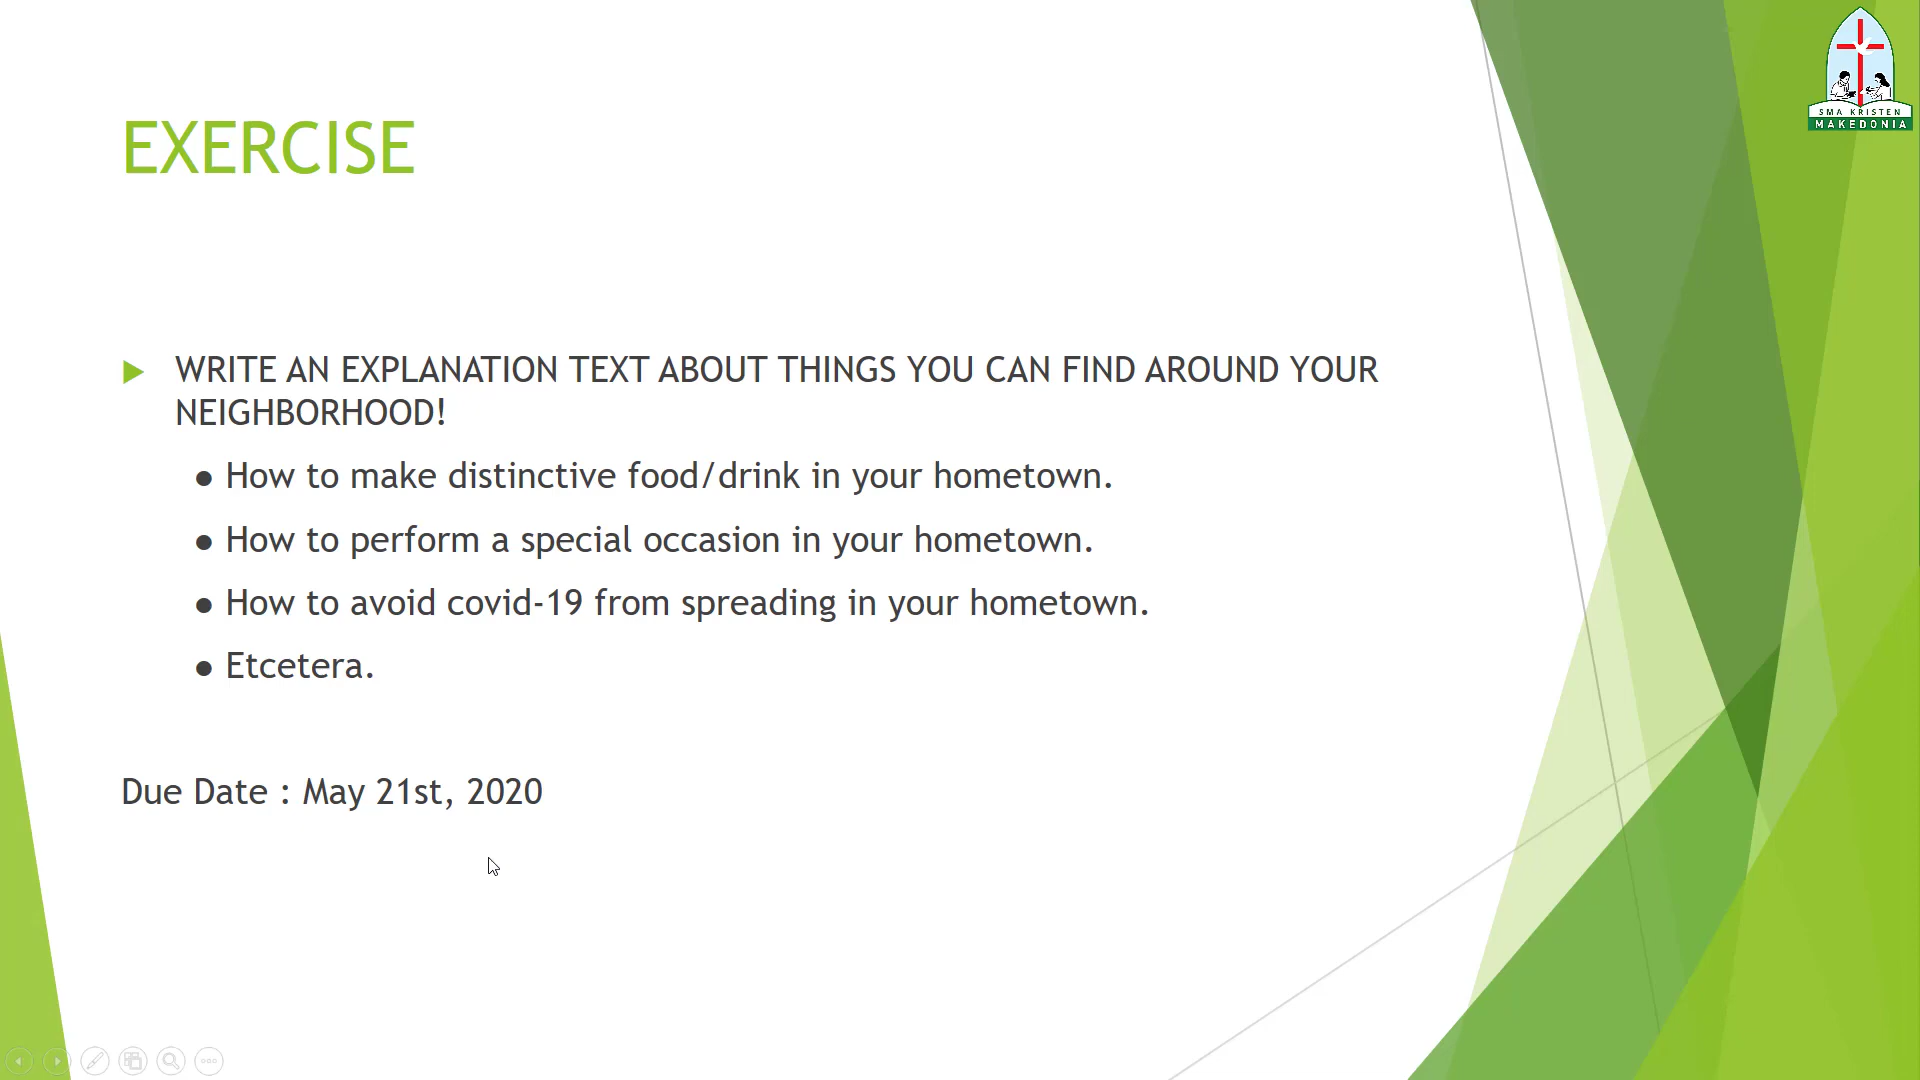 SMA KRISTEN
MAKEDONIA
EXERCISE
WRITE AN EXPLANATION TEXT ABOUT THINGS YOU CAN FIND AROUND YOUR
NEIGHBORHOOD!
● How to make distinctive food/drink in your hometown.
● How to perform a special occasion in your hometown.
● How to avoid covid-19 from spreading in your hometown.
● Etcetera.
Due Date : May 21st, 2020